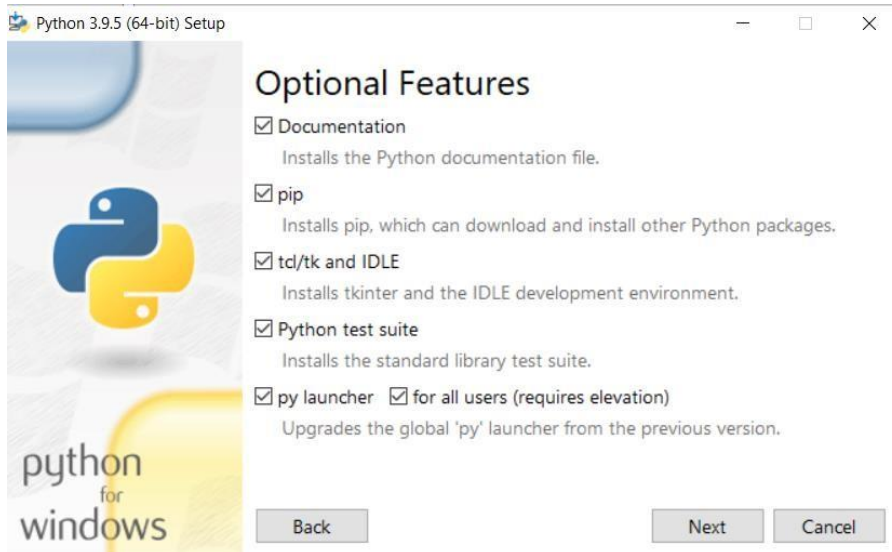 Python 3.9.5 (64-bit) Setup
Optional Features
Documentation
Installs the Python documentation file.
pip
Installs pip, which can download and install other Python packages.
tcl/tk and IDLE
Installs tkinter and the IDLE development environment.
Python test suite
Installs the standard library test suite.
py launcher for all users (requires elevation)
Upgrades the global 'py' launcher from the previous version.
python
for
windows
Back Next Cancel